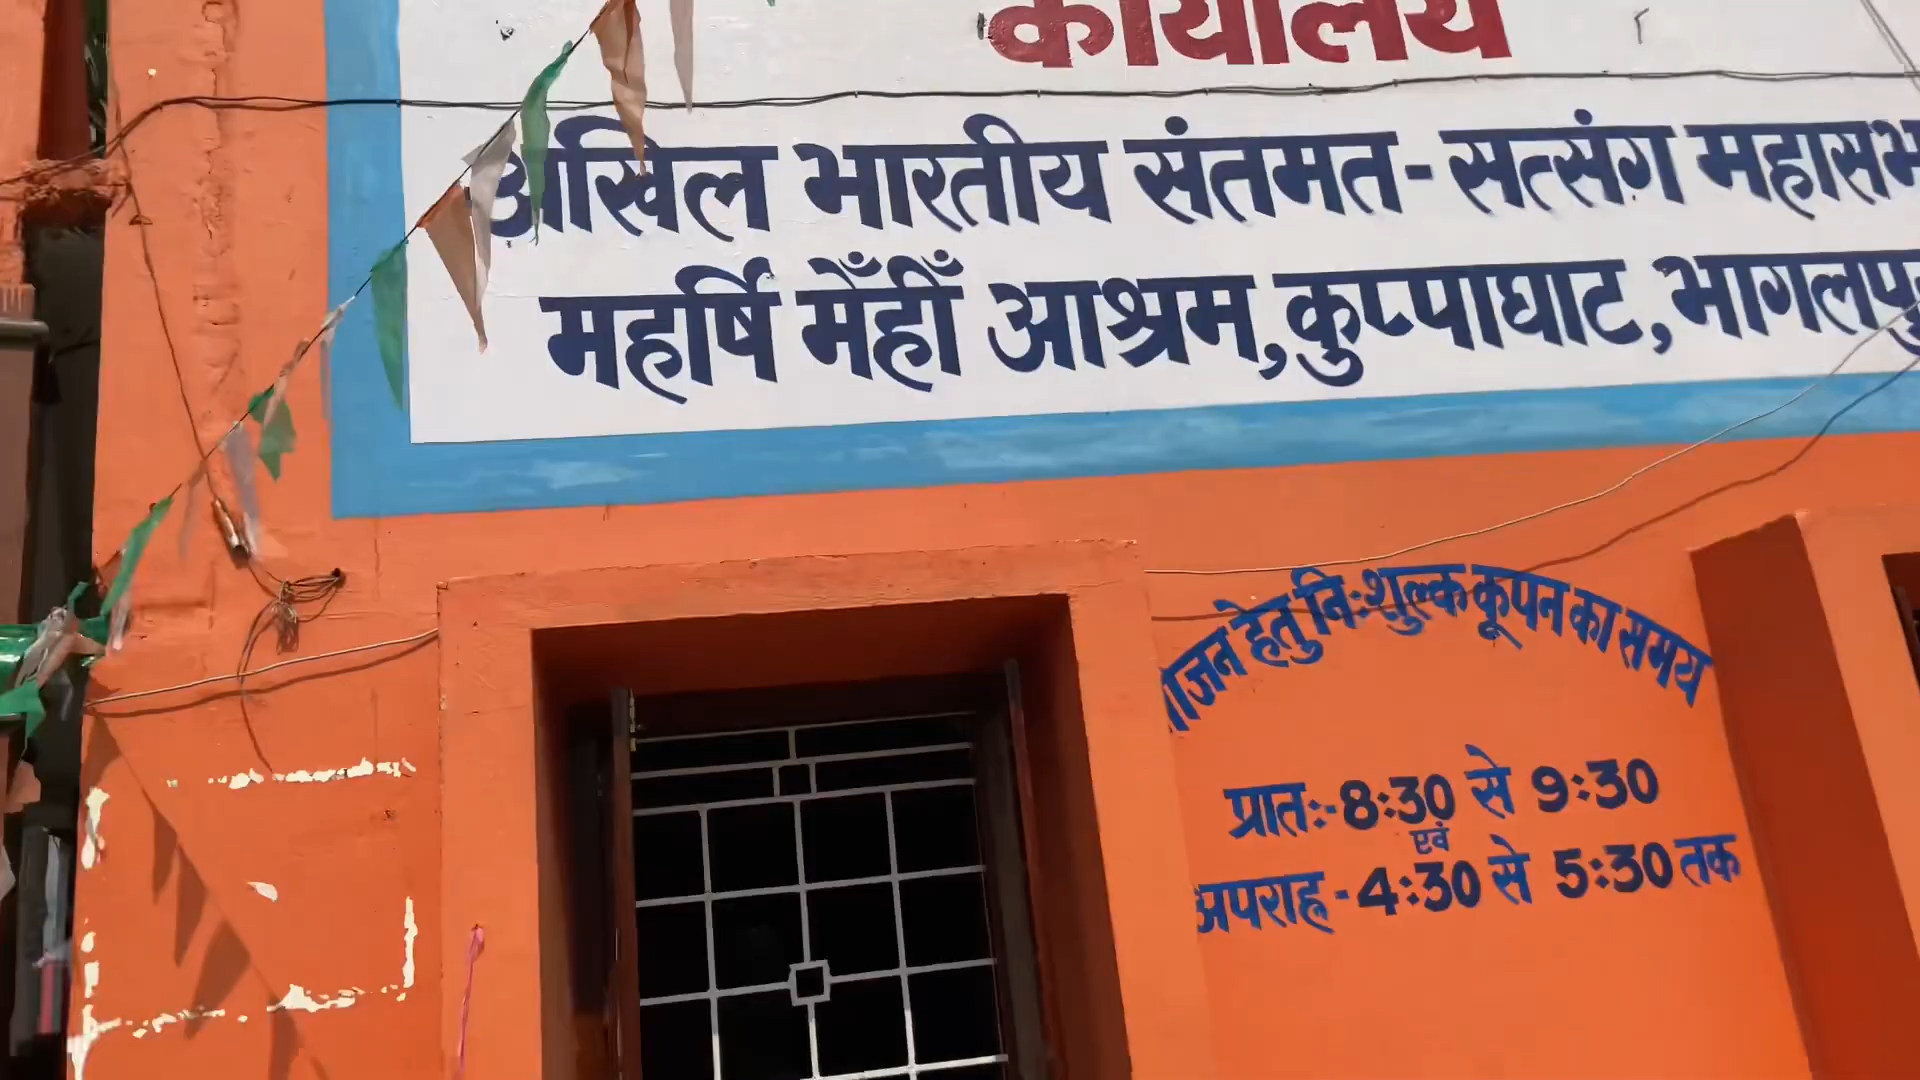 कार्यालय
अखिल भारतीय संतमत-सत्संग महासभ
महर्षि मेँहीँ आश्रम, कुप्पाघाट, भागलपु
हेतु निःशुल्क कूपन का समय
प्रातः-8:30 से 9:30
एवं
अपराह्न-4:30 से 5:30 तक